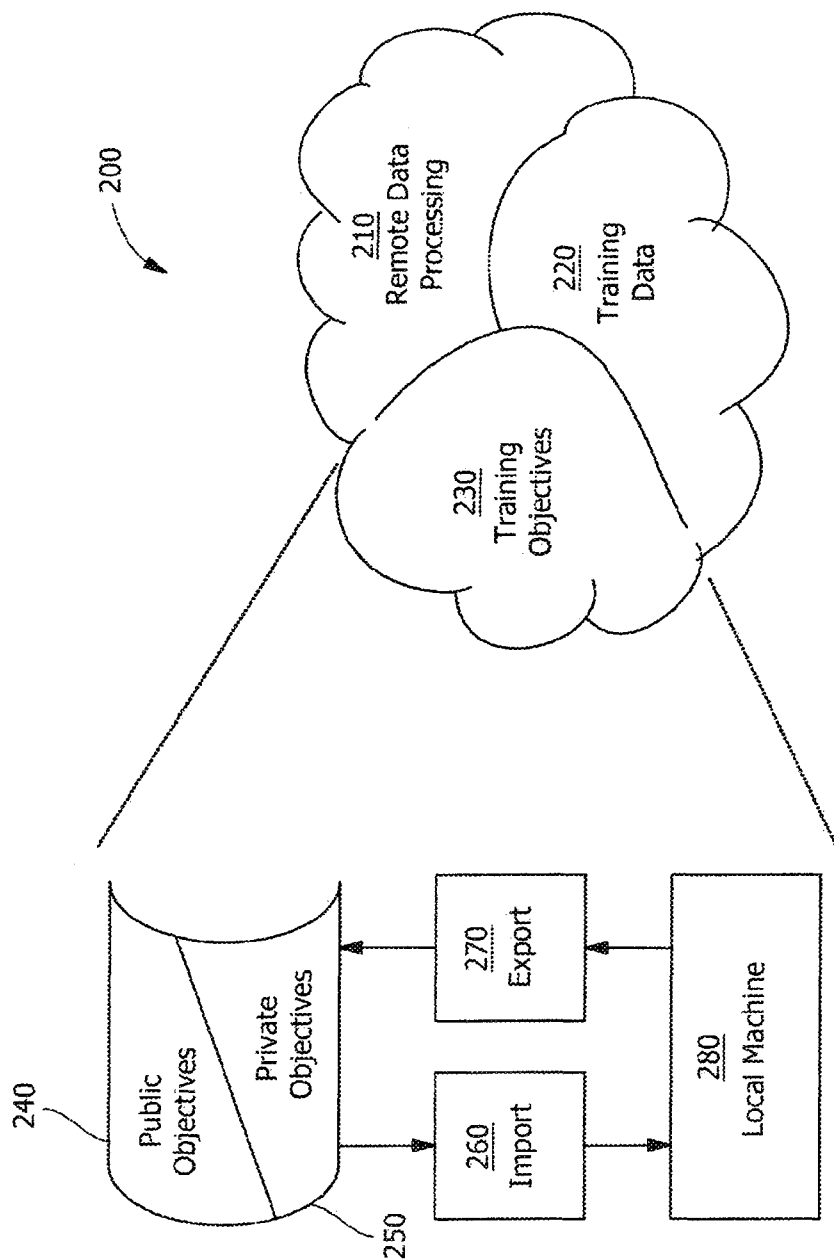 200
210
Remote Data
Processing
220
Training
Data
230
Training
Objectives
240
Public
Objectives
Private
Objectives
250
260
Import
270
Export
280
Local Machine